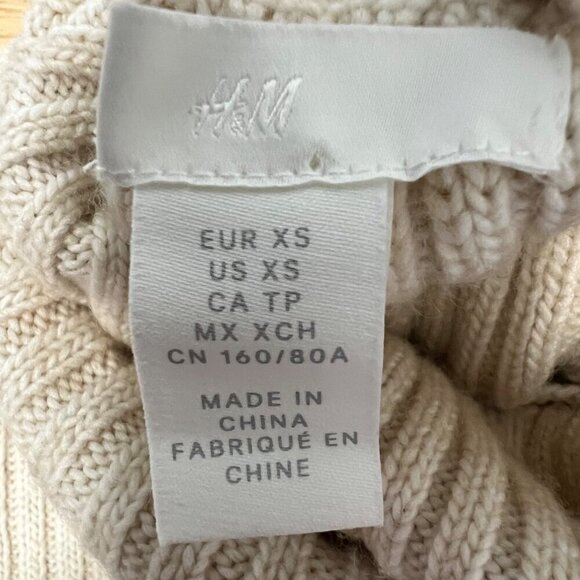 H&M
EUR XS
US XS
CA TP
MX XCH
CN 160/80A
MADE IN
CHINA
FABRIQUÉ EN
CHINE